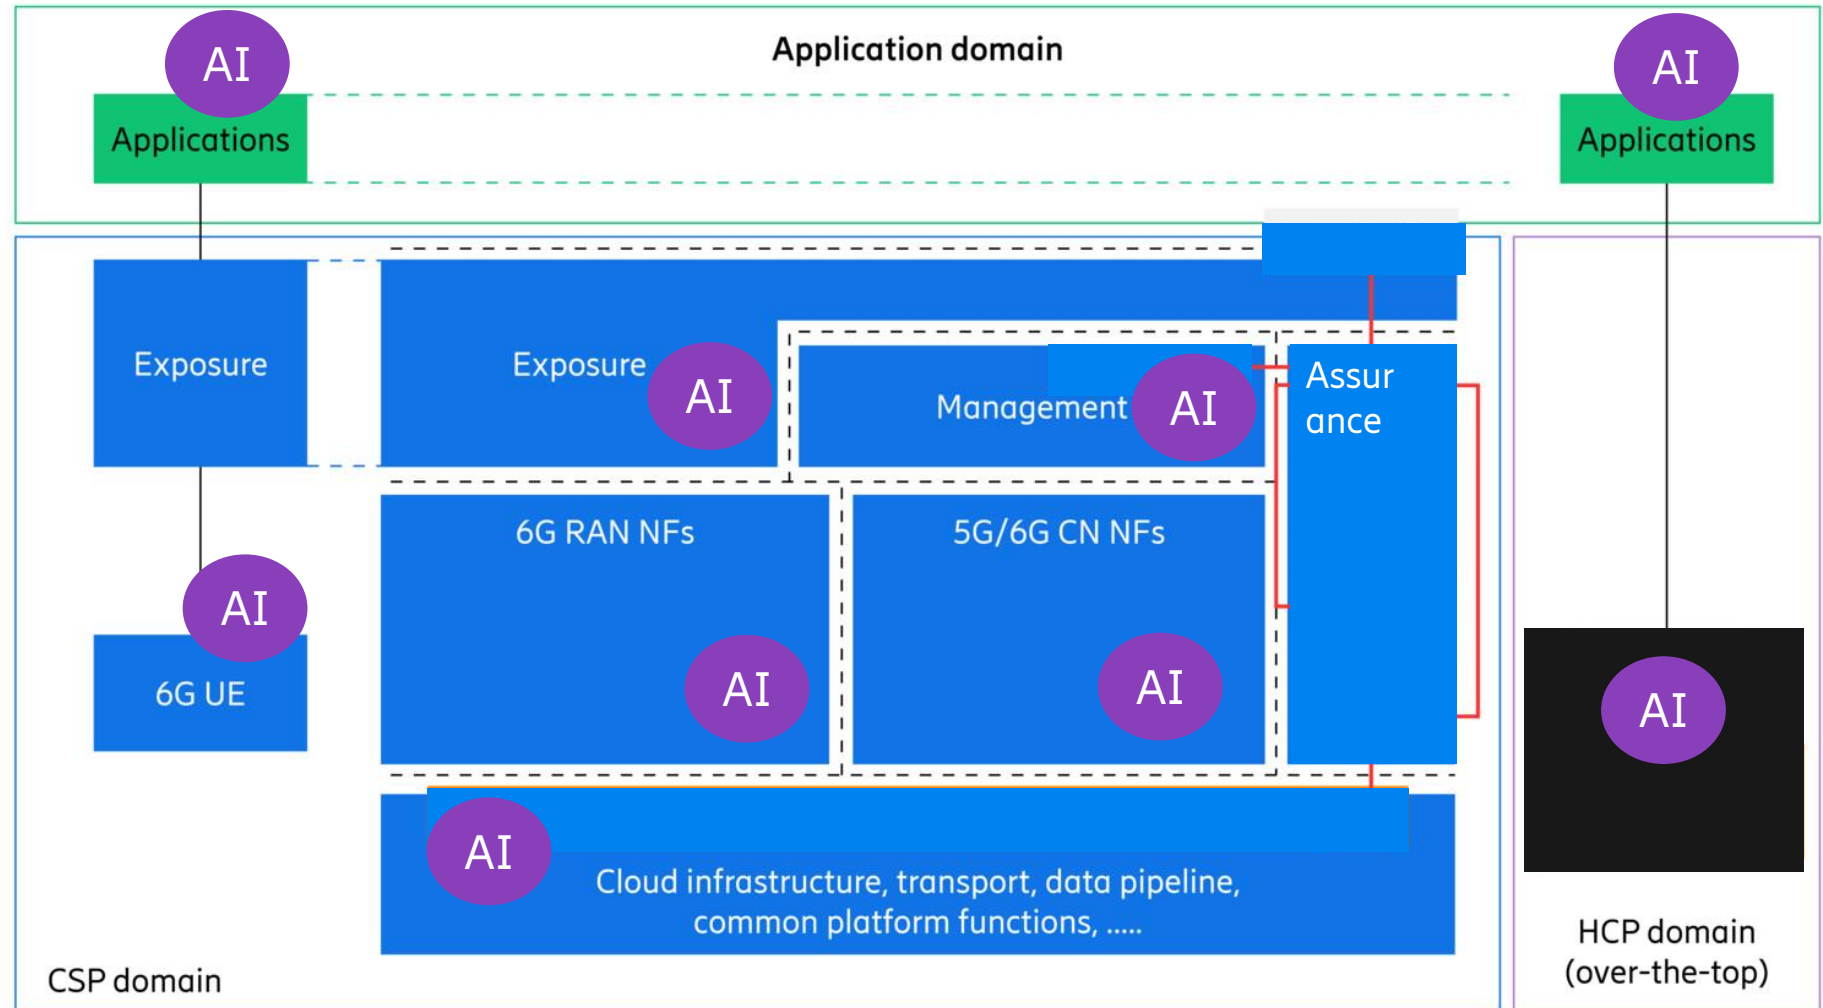 Application domain
AI
AI
Applications
Applications
Exposure
Exposure
AI
Management
AI
Assur
ance
6G RAN NFs
5G/6G CN NFs
AI
6G UE
AI
AI
AI
AI
Cloud infrastructure, transport, data pipeline,
common platform functions, .....
HCP domain
(over-the-top)
CSP domain